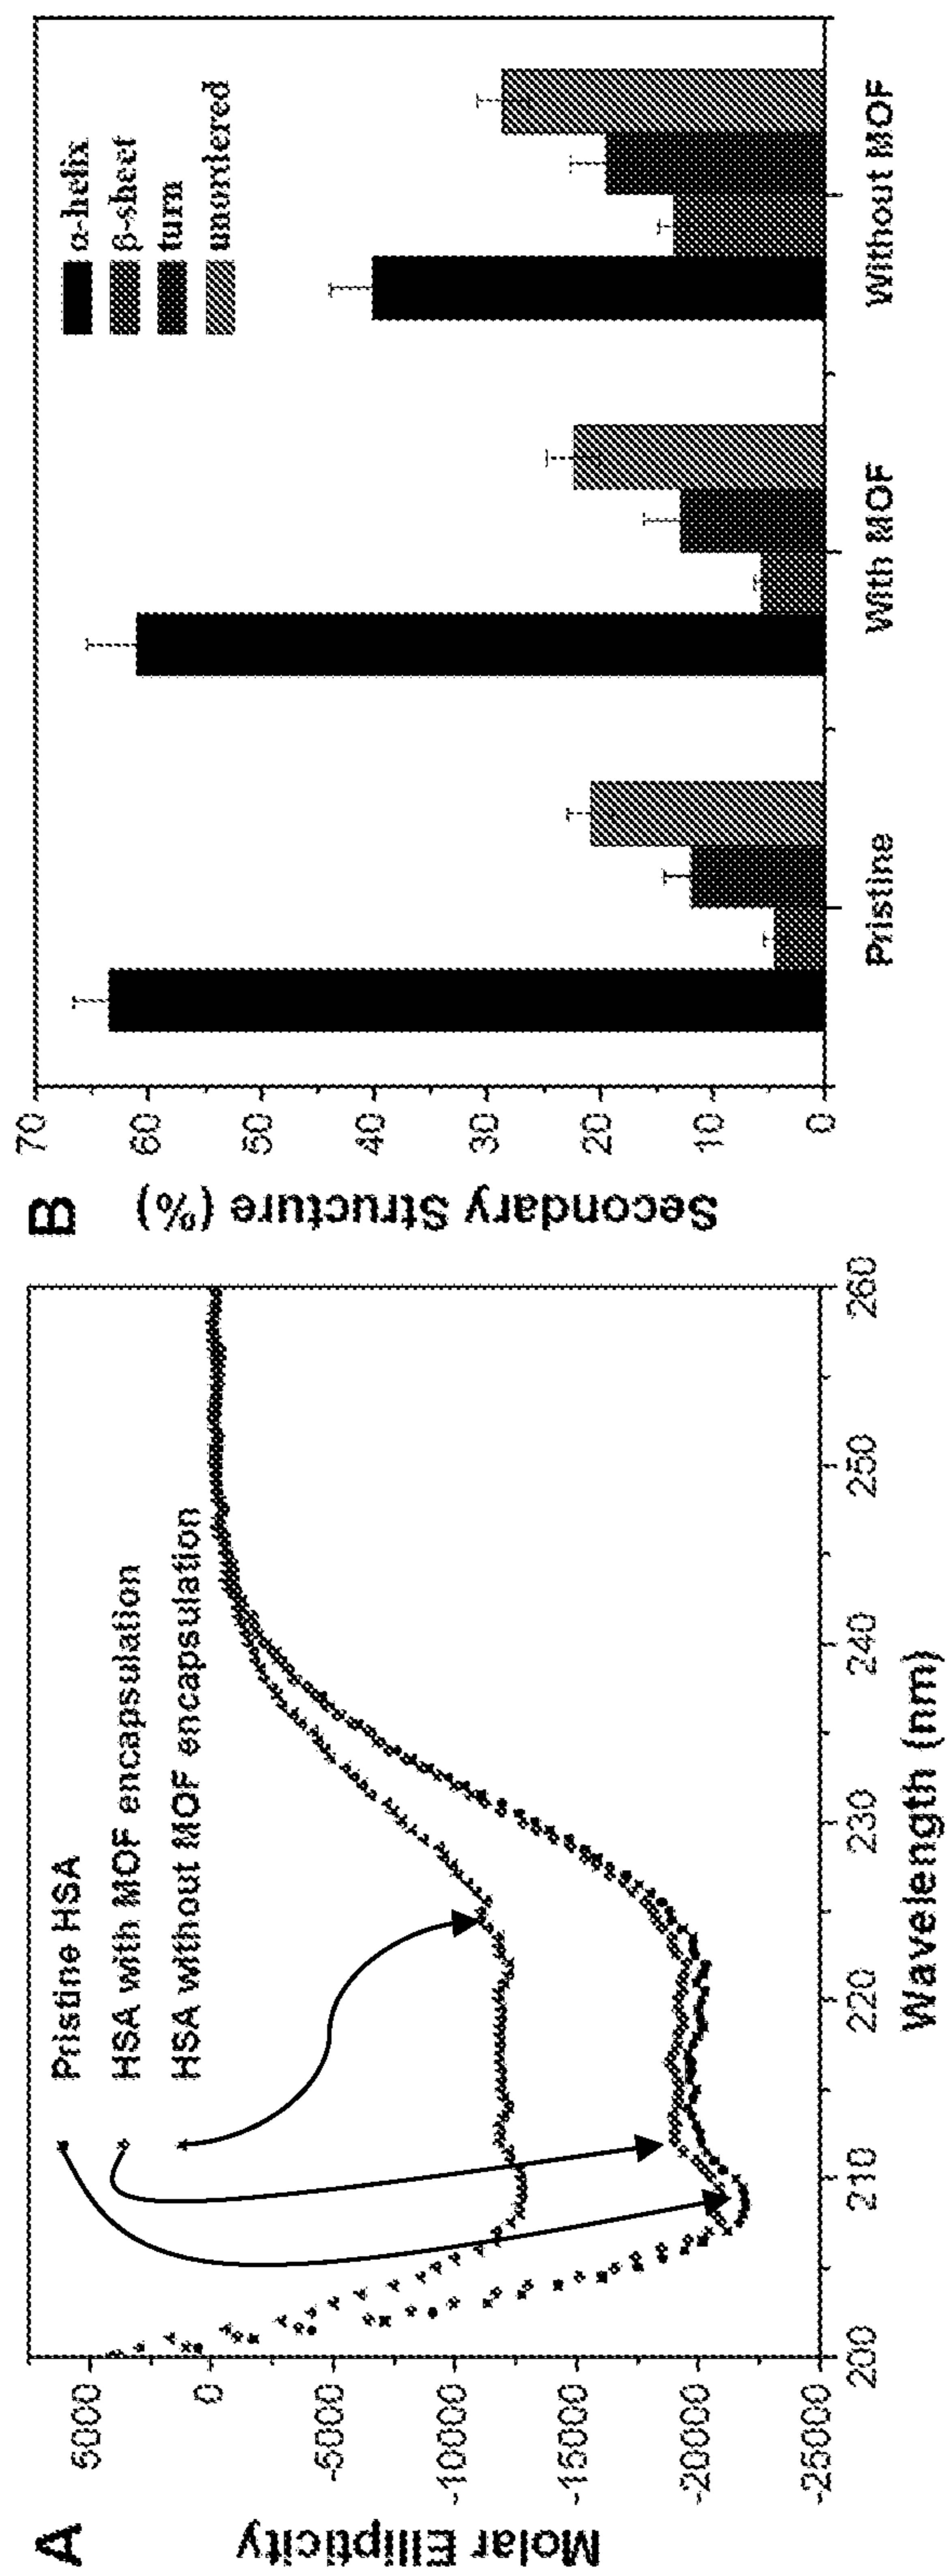 A
Molar Ellipticity
5000
0
-5000
-10000
-15000
-20000
-25000
Pristine HSA
HSA with MOF encapsulation
HSA without MOF encapsulation
200
210
220
230
240
250
260
Wavelength (nm)
B
Secondary Structure (%)
70
60
50
40
30
20
10
0
α-helix
β-sheet
turn
unordered
Pristine
With MOF
Without MOF